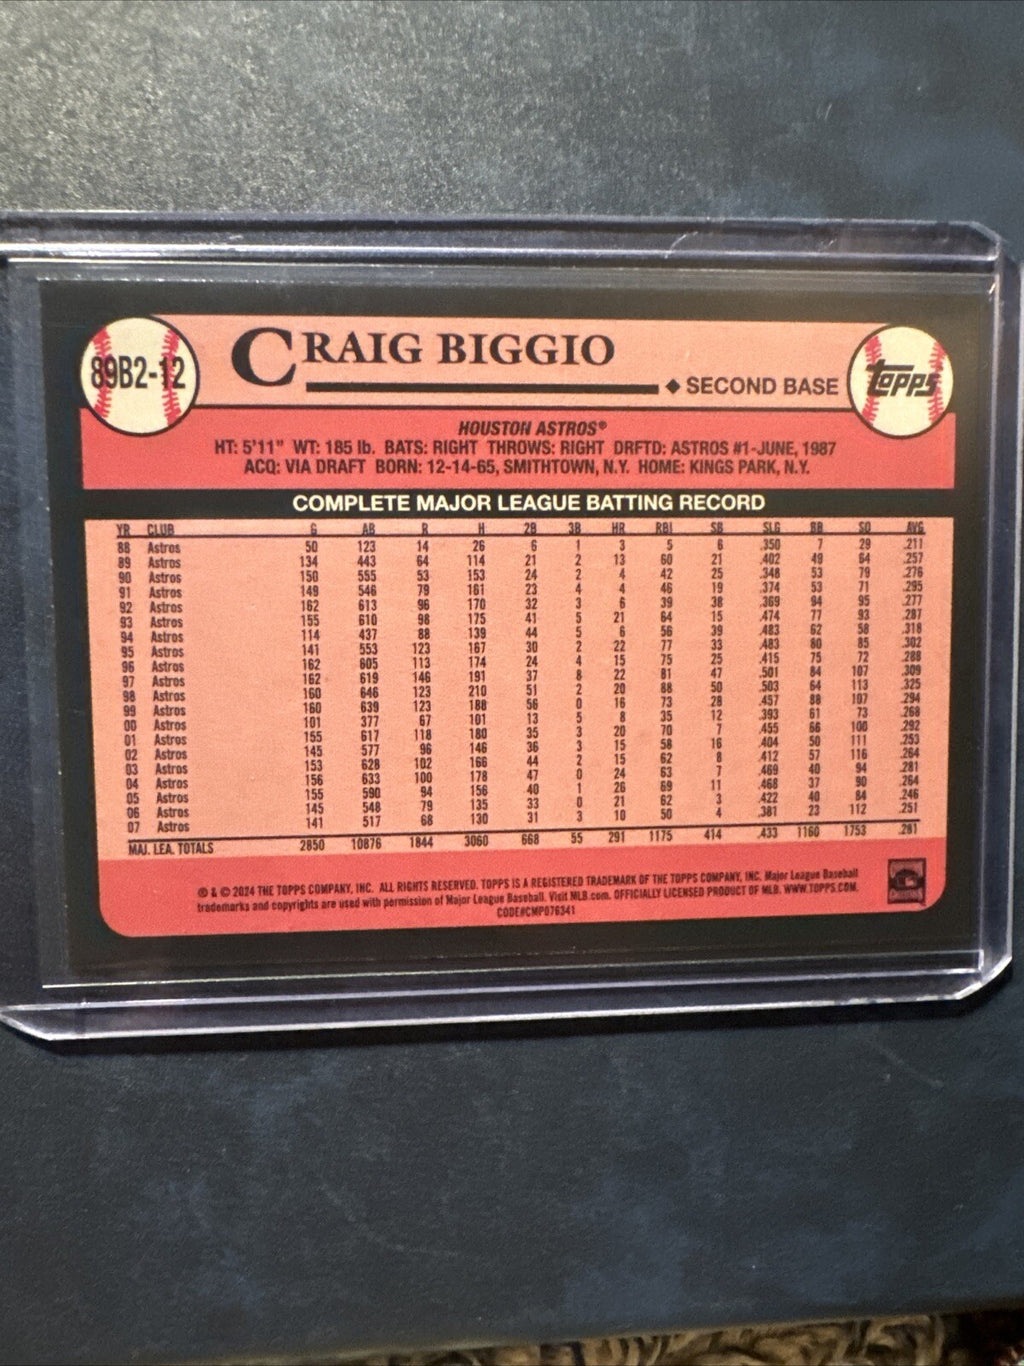 89B2-12
CRAIG BIGGIO
◆ SECOND BASE
topps
HOUSTON ASTROS®
HT: 5'11" WT: 185 lb. BATS: RIGHT THROWS: RIGHT DRFTD: ASTROS #1-JUNE, 1987
ACQ: VIA DRAFT BORN: 12-14-65, SMITHTOWN, N.Y. HOME: KINGS PARK, N.Y.
COMPLETE MAJOR LEAGUE BATTING RECORD
YR CLUB G AB R H 2B 3B HR RBI SB SLG BB SO AVG
88 Astros 50 123 14 26 6 1 3 5 6 .350 7 29 .211
89 Astros 134 443 64 114 21 2 13 60 21 .402 49 64 .257
90 Astros 150 555 53 153 24 2 4 42 25 .348 53 79 .276
91 Astros 149 546 79 161 23 4 4 46 19 .374 53 71 .295
92 Astros 162 613 96 170 32 3 6 39 38 .369 94 95 .277
93 Astros 155 610 98 175 41 5 21 64 15 .474 77 93 .287
94 Astros 114 437 88 139 44 5 6 56 39 .483 62 58 .318
95 Astros 141 553 123 167 30 2 22 77 33 .483 80 85 .302
96 Astros 162 605 113 174 24 4 15 75 25 .415 75 72 .288
97 Astros 162 619 146 191 37 8 22 81 47 .501 84 107 .309
98 Astros 160 646 123 210 51 2 20 88 50 .503 64 113 .325
99 Astros 160 639 123 188 56 0 16 73 28 .457 88 107 .294
00 Astros 101 377 67 101 13 5 8 35 12 .393 61 73 .268
01 Astros 155 617 118 180 35 3 20 70 7 .455 66 100 .292
02 Astros 145 577 96 146 36 3 15 58 16 .404 50 111 .253
03 Astros 153 628 102 166 44 2 15 62 8 .412 57 116 .264
04 Astros 156 633 100 178 47 0 24 63 7 .469 40 94 .281
05 Astros 155 590 94 156 40 1 26 69 11 .468 37 90 .264
06 Astros 145 548 79 135 33 0 21 62 3 .422 40 84 .246
07 Astros 141 517 68 130 31 3 10 50 4 .381 23 112 .251
MAJ. LEA. TOTALS 2850 10876 1844 3060 668 55 291 1175 414 .433 1160 1753 .281
® & © 2024 THE TOPPS COMPANY, INC. ALL RIGHTS RESERVED. TOPPS IS A REGISTERED TRADEMARK OF THE TOPPS COMPANY, INC. Major League Baseball
trademarks and copyrights are used with permission of Major League Baseball. Visit MLB.com. OFFICIALLY LICENSED PRODUCT OF MLB. WWW.TOPPS.COM.
CODE#CMP076341